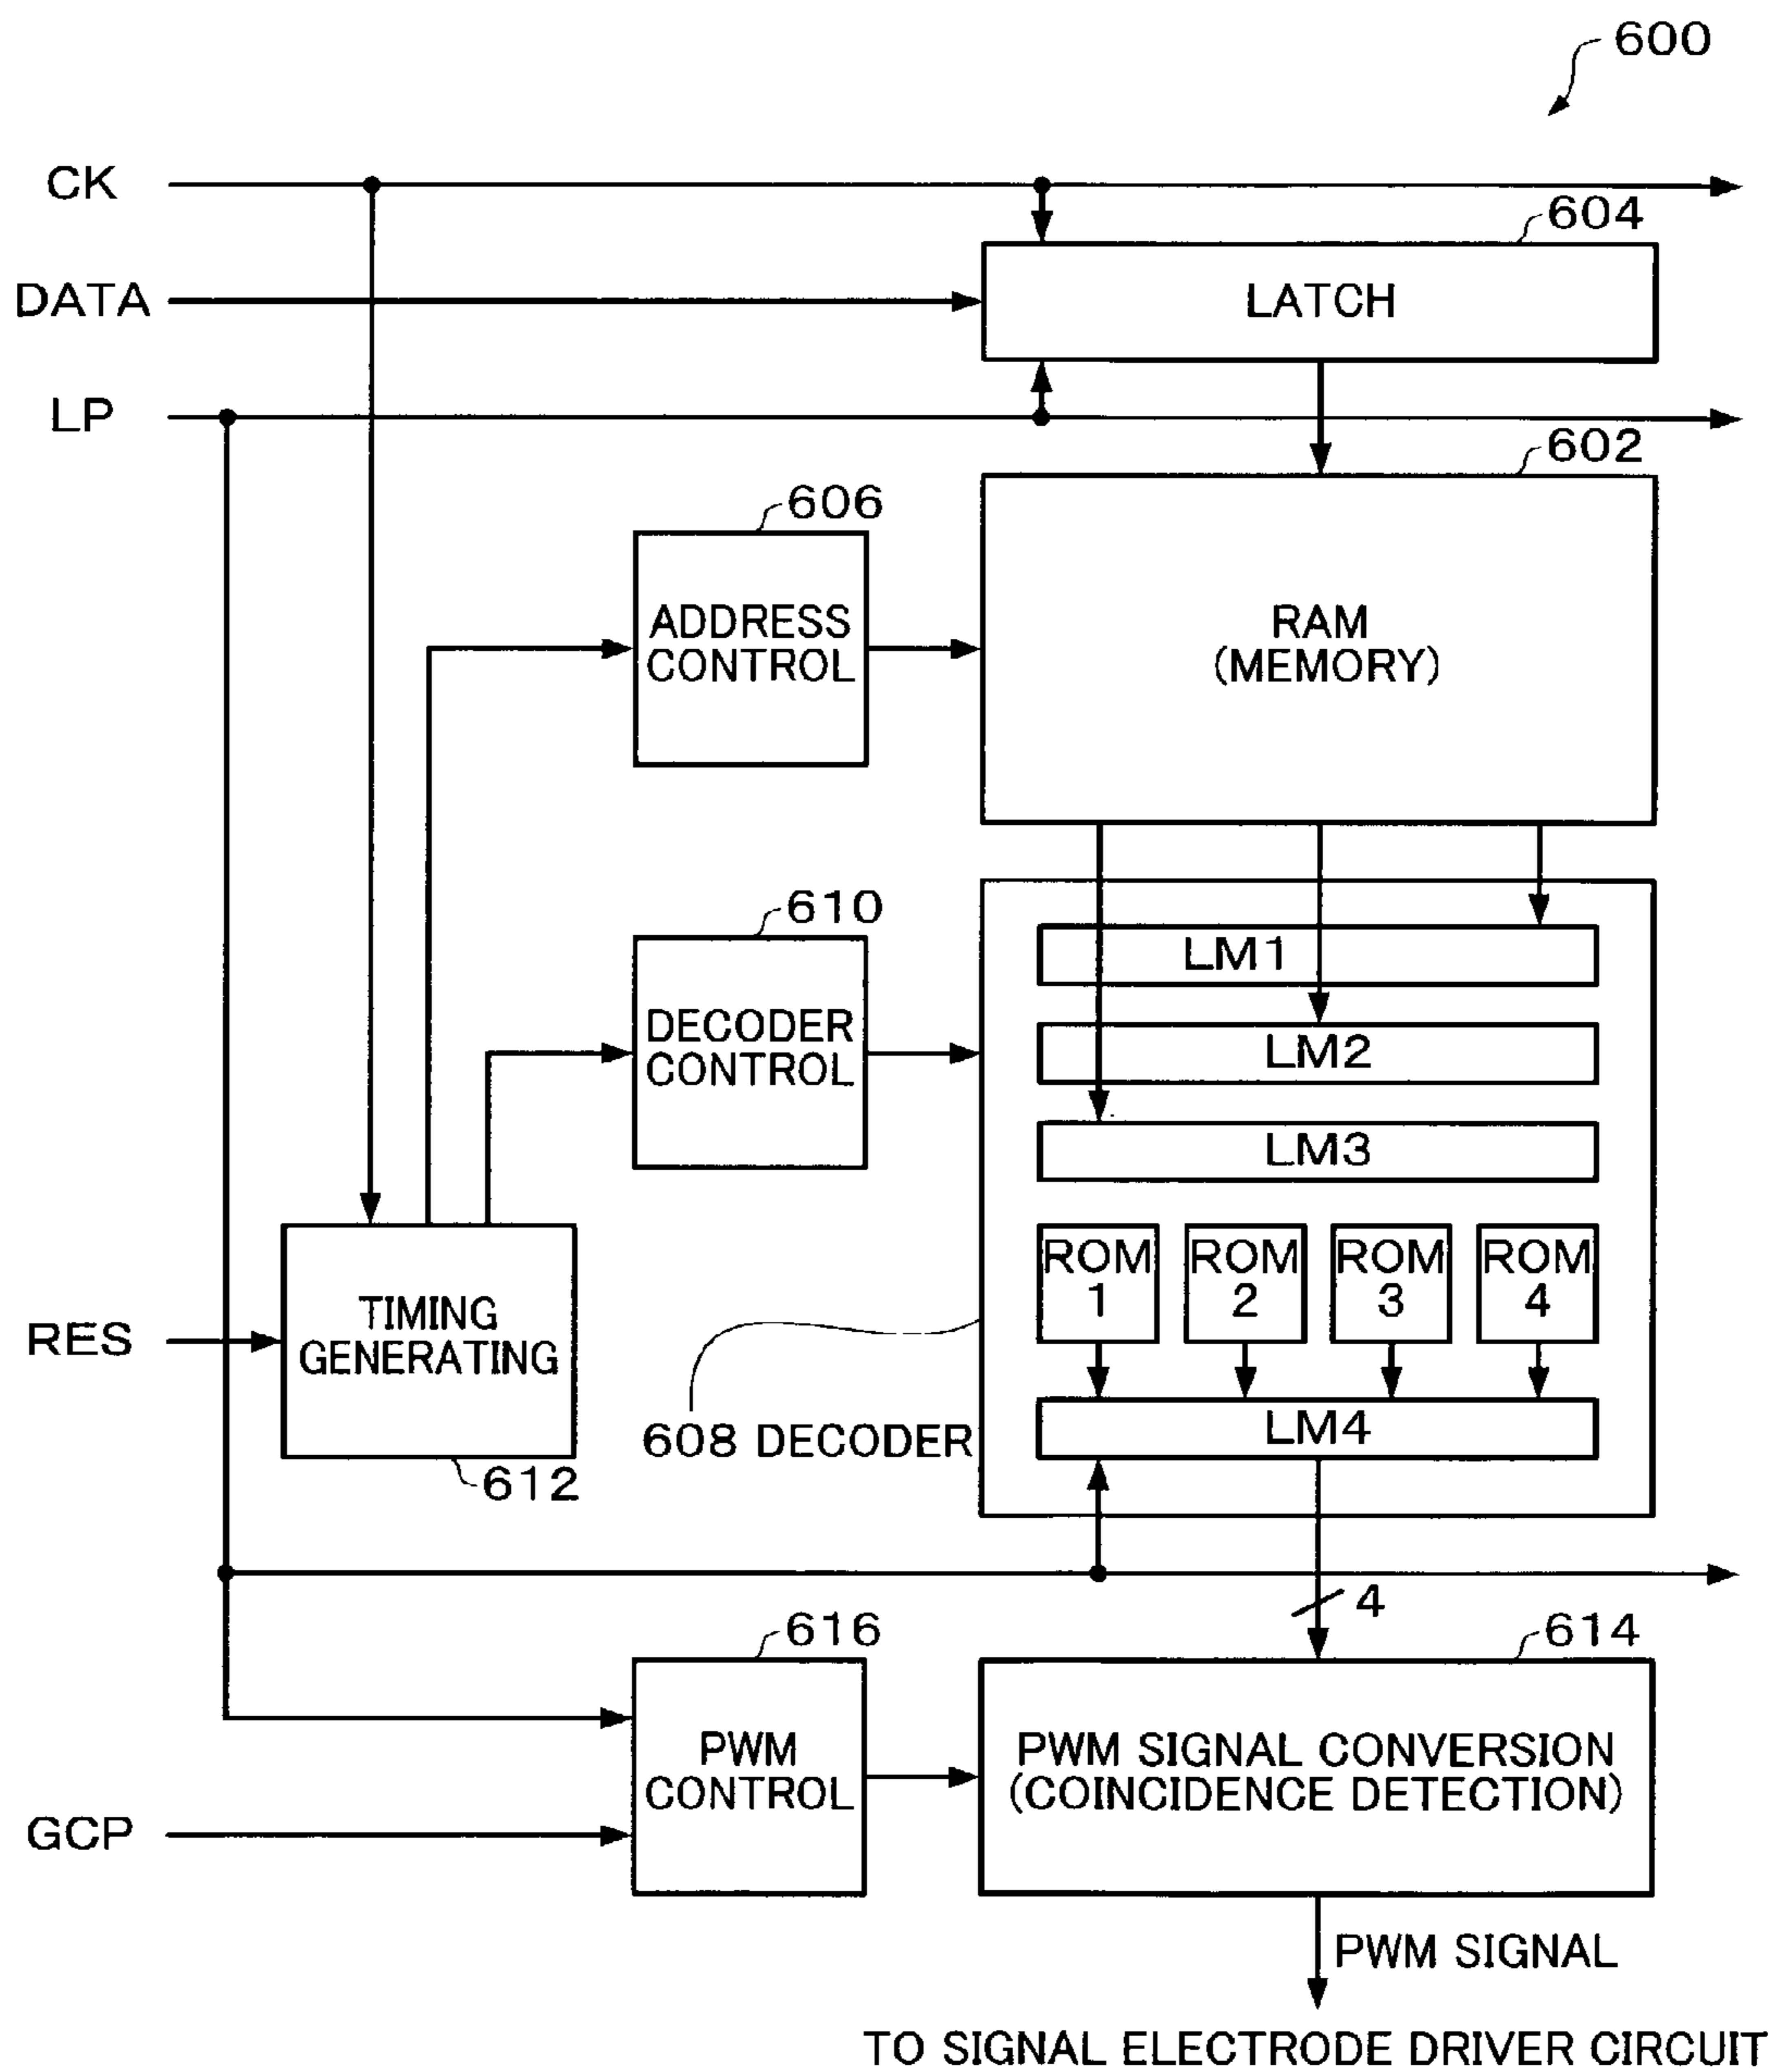 600
CK
604
DATA
LATCH
LP
602
606
ADDRESS
CONTROL
RAM
(MEMORY)
610
DECODER
CONTROL
LM1
LM2
LM3
ROM
1
ROM
2
ROM
3
ROM
4
RES
TIMING
GENERATING
612
608 DECODER
LM4
4
616
614
PWM
CONTROL
PWM SIGNAL CONVERSION
(COINCIDENCE DETECTION)
GCP
PWM SIGNAL
TO SIGNAL ELECTRODE DRIVER CIRCUIT